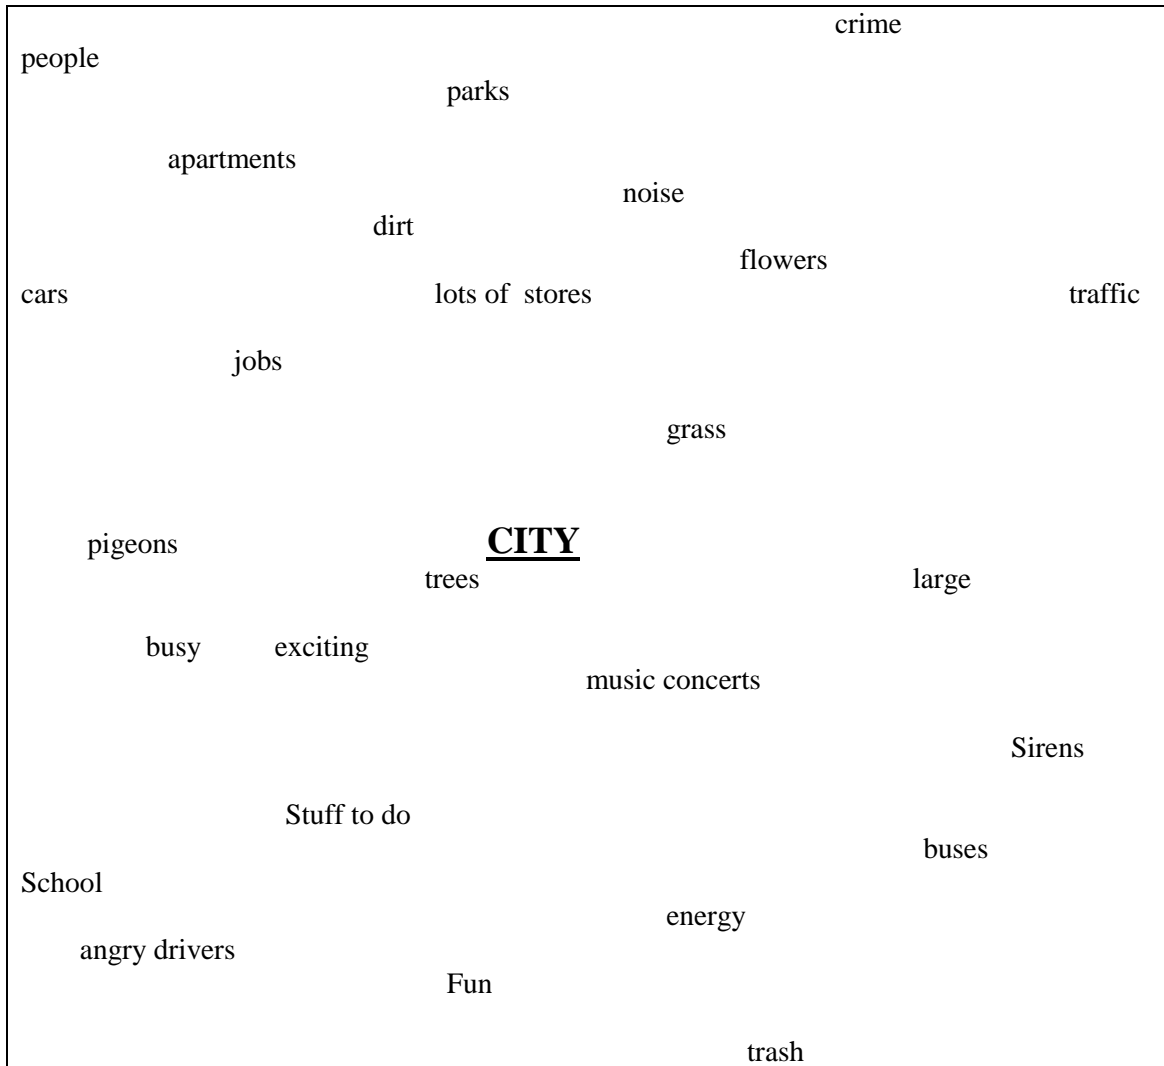 crime
people
parks
apartments
noise
dirt
flowers
cars lots of stores traffic
jobs
grass
pigeons CITY
trees large
busy exciting
music concerts
Sirens
Stuff to do
buses
School
energy
angry drivers
Fun
trash